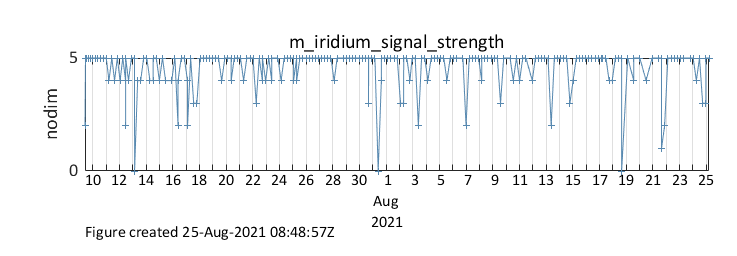 m_iridium_signal_strength
5
nodim
0
10 12 14 16 18 20 22 24 26 28 30 1 3 5 7 9 11 13 15 17 19 21 23 25
Aug
2021
Figure created 25-Aug-2021 08:48:57Z